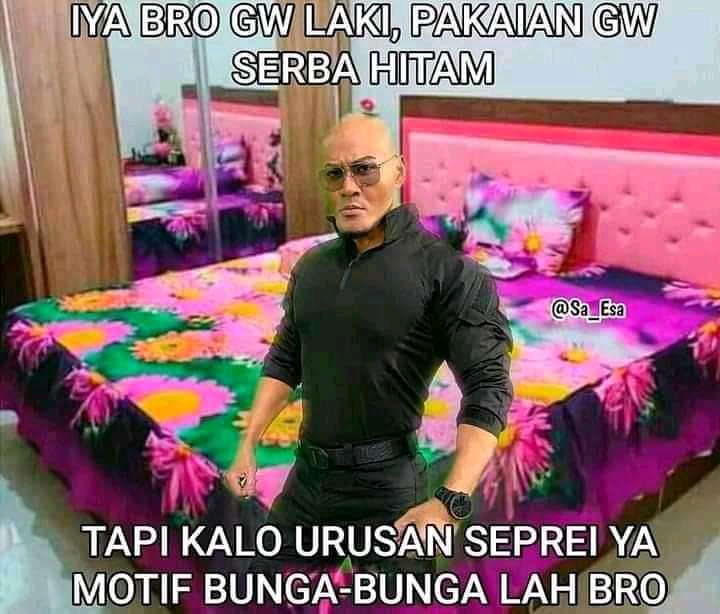 IYA BRO GW LAKI, PAKAIAN GW
SERBA HITAM
@Sa_Esa
TAPI KALO URUSAN SEPREI YA
MOTIF BUNGA-BUNGA LAH BRO